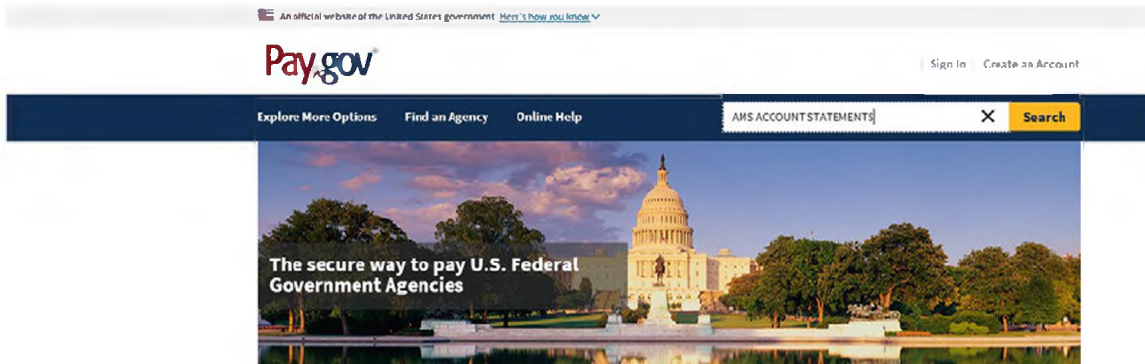 An official website of the United States government Here's how you know
Pay.gov
Sign In Create an Account
Explore More Options Find an Agency Online Help AMS ACCOUNT STATEMENTS Search
The secure way to pay U.S. Federal
Government Agencies